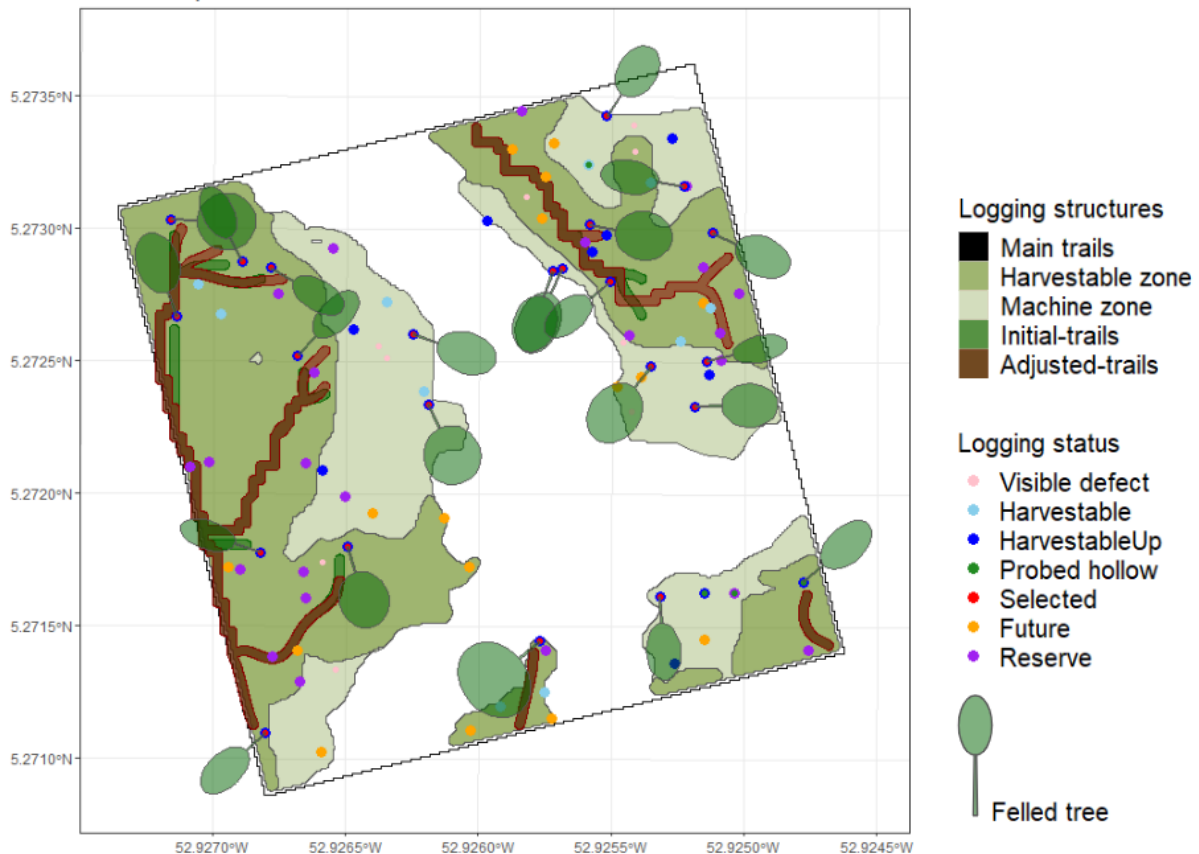 5.2735°N
5.2730°N
5.2725°N
5.2720°N
5.2715°N
5.2710°N
52.9270°W 52.9265°W 52.9260°W 52.9255°W 52.9250°W 52.9245°W
Logging structures
Main trails
Harvestable zone
Machine zone
Initial-trails
Adjusted-trails
Logging status
Visible defect
Harvestable
HarvestableUp
Probed hollow
Selected
Future
Reserve
Felled tree